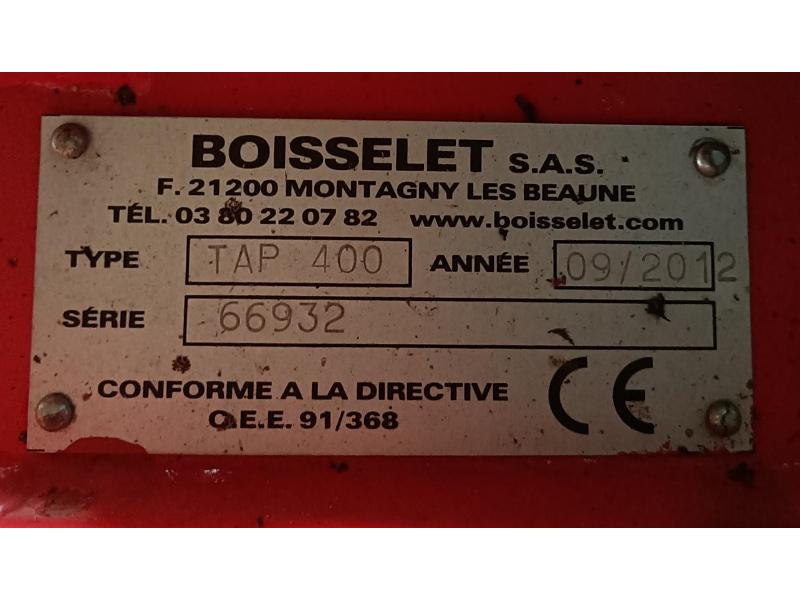 BOISSELET S.A.S.
F. 21200 MONTAGNY LES BEAUNE
TÉL. 03 80 22 07 82 www.boisselet.com
TYPE TAP 400 ANNÉE 09/2012
SÉRIE 66932
CONFORME A LA DIRECTIVE CE
C.E.E. 91/368